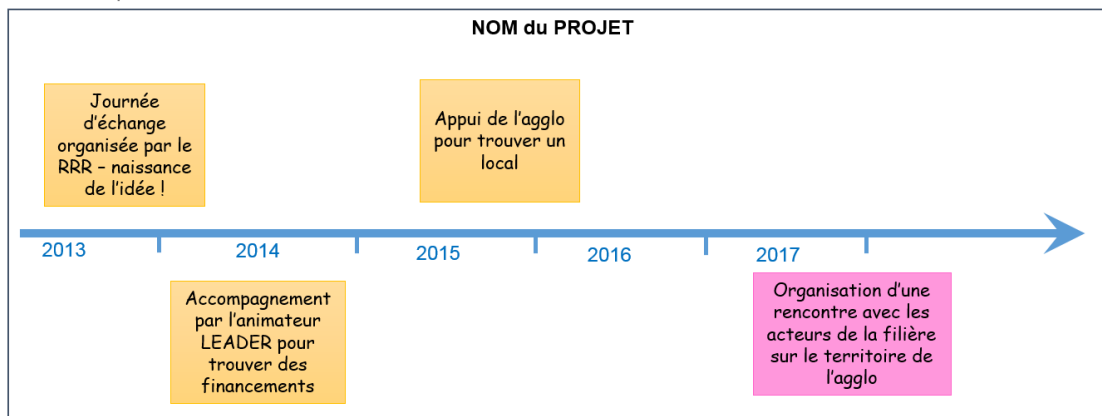 NOM du PROJET
Journée
d'échange
organisée par le
RRR – naissance
de l'idée !
Appui de l'agglo
pour trouver un
local
2013
2014
2015
2016
2017
Accompagnement
par l'animateur
LEADER pour
trouver des
financements
Organisation d'une
rencontre avec les
acteurs de la filière
sur le territoire de
l'agglo